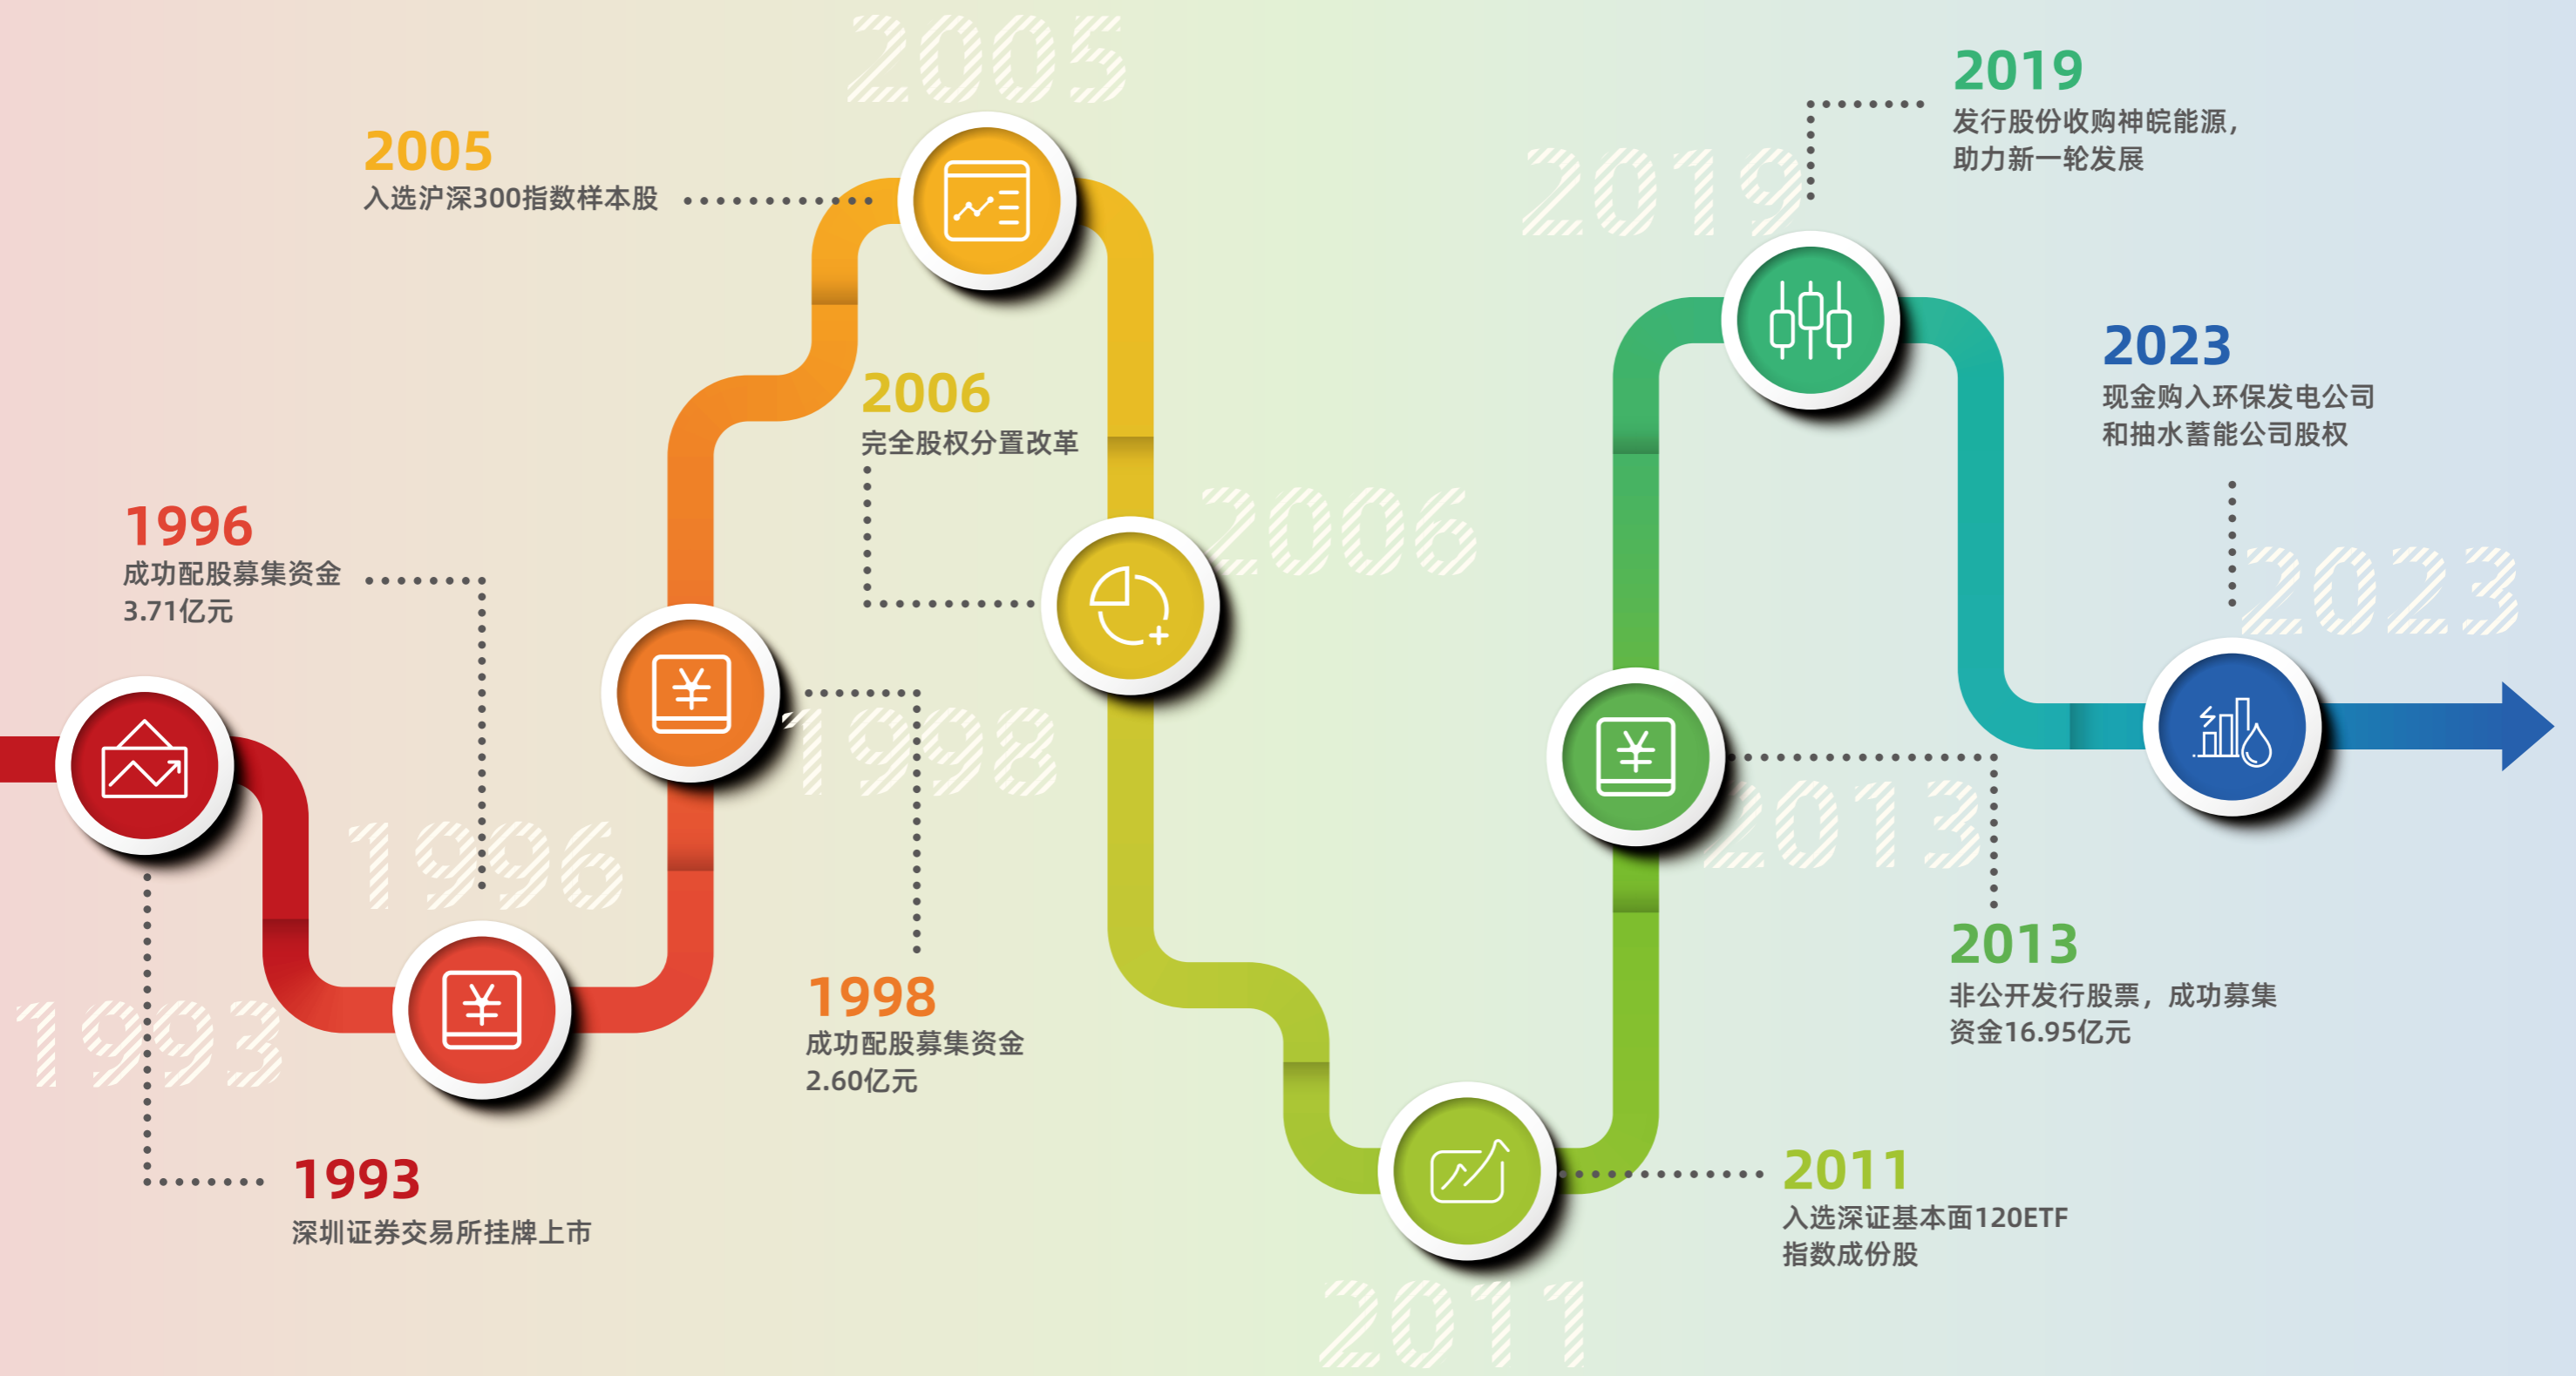 2005
2019
发行股份收购神皖能源，
助力新一轮发展
2005
入选沪深300指数样本股
2019
2023
现金购入环保发电公司
和抽水蓄能公司股权
2006
完全股权分置改革
2006
1996
成功配股募集资金
3.71亿元
2023
1998
1996
2013
2013
非公开发行股票，成功募集
资金16.95亿元
1998
成功配股募集资金
2.60亿元
1993
1993
深圳证券交易所挂牌上市
2011
入选深证基本面120ETF
指数成份股
2011
¥
¥
¥